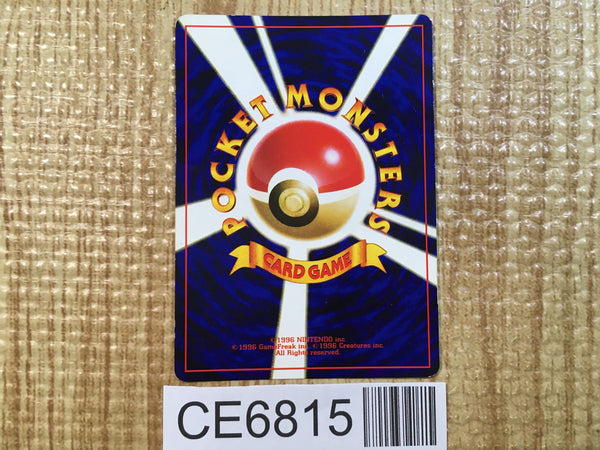 POCKET MONSTERS
CARD GAME
©1996 NINTENDO inc.
©1996 GameFreak inc. ©1996 Creatures inc.
All Rights reserved.
CE6815